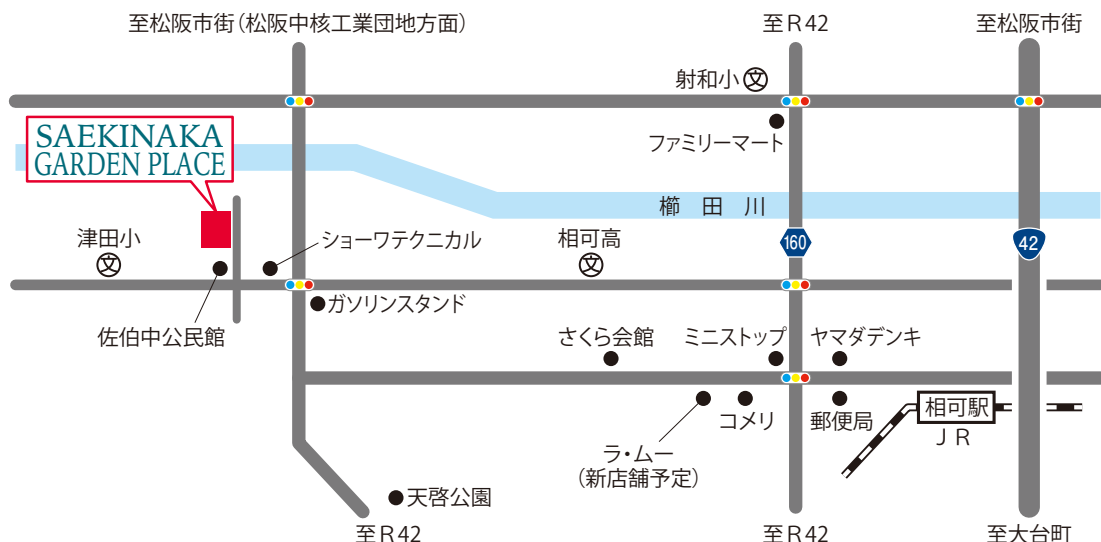 至松阪市街(松阪中核工業団地方面)
至R42
至松阪市街
射和小
文
ファミリーマート
SAEKINAKA
GARDEN PLACE
櫛田川
津田小
文
ショーワテクニカル
相可高
文
160
42
ガソリンスタンド
佐伯中公民館
さくら会館
ミニストップ
ヤマダデンキ
コメリ
郵便局
相可駅
JR
ラ・ムー
(新店舗予定)
天啓公園
至R42
至R42
至大台町